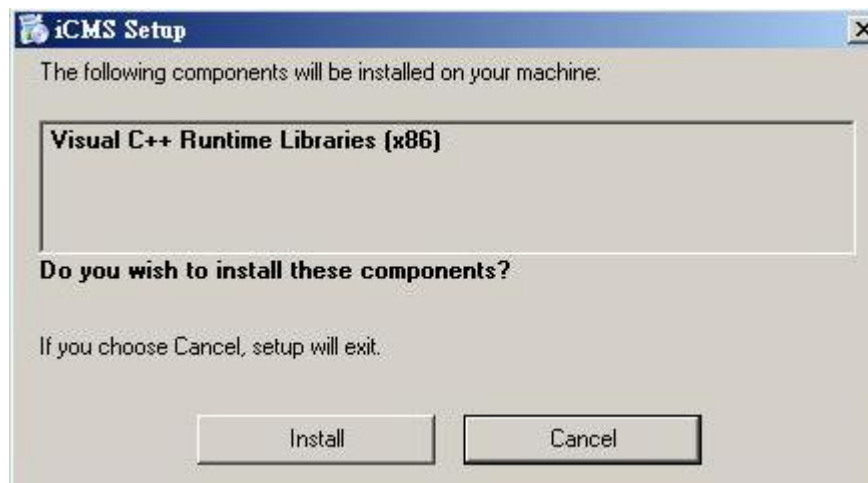 iCMS Setup
The following components will be installed on your machine:
Visual C++ Runtime Libraries (x86)
Do you wish to install these components?
If you choose Cancel, setup will exit.
Install
Cancel